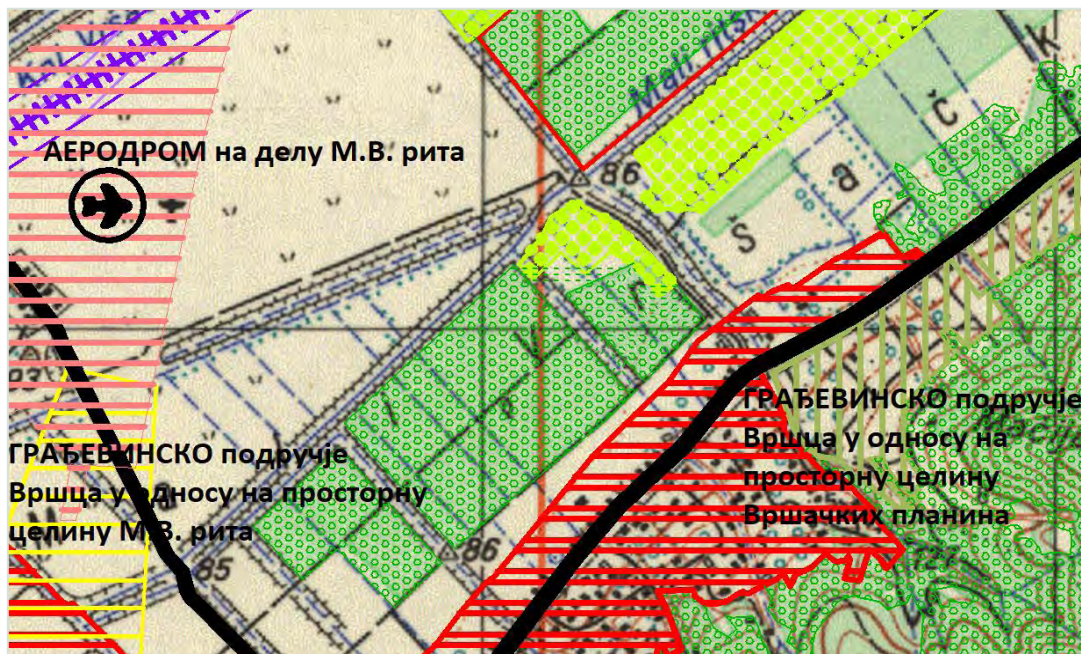 АЕРОДРОМ на делу М.В. рита
86
ГРАЂЕВИНСКО подручје
Вршца у односу на просторну
целину М.В. рита
ГРАЂЕВИНСКО подручје
Вршца у односу на
просторну целину
Вршачких планина
85
86